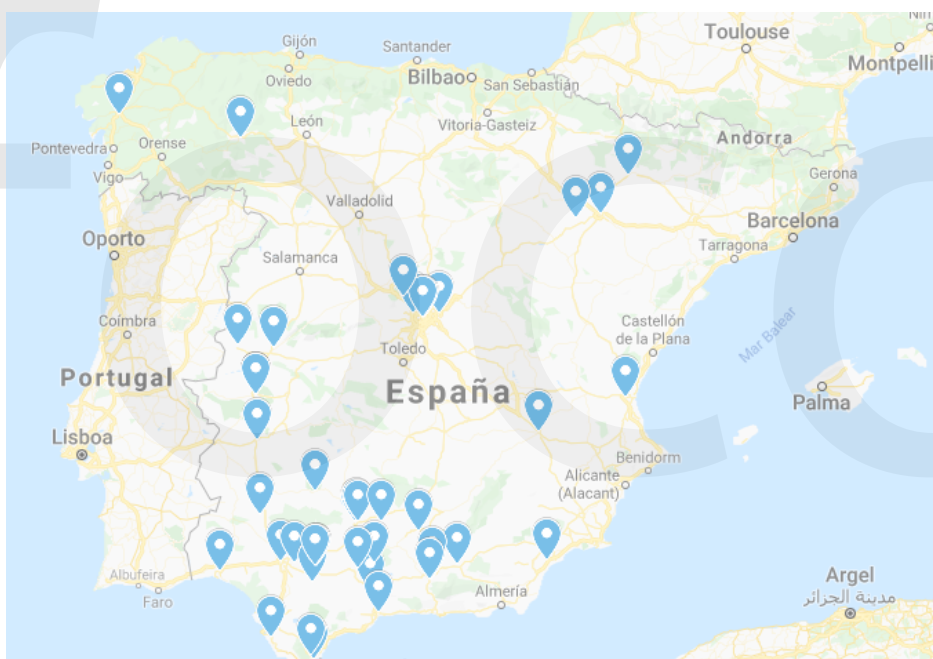 Gijón
Nim
Toulouse
Santander
Montpelli
Oviedo
Bilbao
San Sebastián
León
Vitoria-Gasteiz
Andorra
Pontevedra
Orense
Vigo
Gerona
Valladolid
Barcelona
Oporto
Tarragona
Salamanca
Coímbra
Castellón
de la Plana
Mar Balear
Toledo
Portugal
España
Palma
Lisboa
Benidorm
Alicante
(Alacant)
Albufeira
Faro
Almería
Argel
مدينة الجزائر